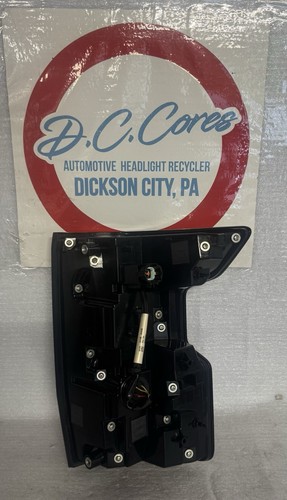 D.C. Cores
AUTOMOTIVE HEADLIGHT RECYCLER
DICKSON CITY, PA